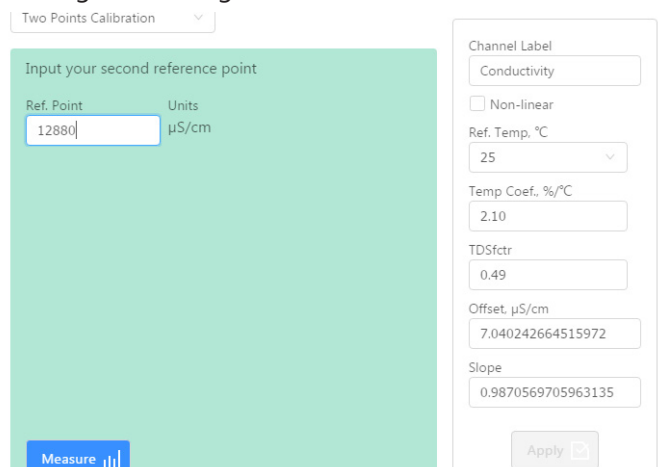 Two Points Calibration
Input your second reference point
Ref. Point Units
12880 µS/cm
Measure
Channel Label
Conductivity
Non-linear
Ref. Temp, °C
25
Temp Coef., %/°C
2.10
TDSfctr
0.49
Offset, µS/cm
7.040242664515972
Slope
0.9870569705963135
Apply